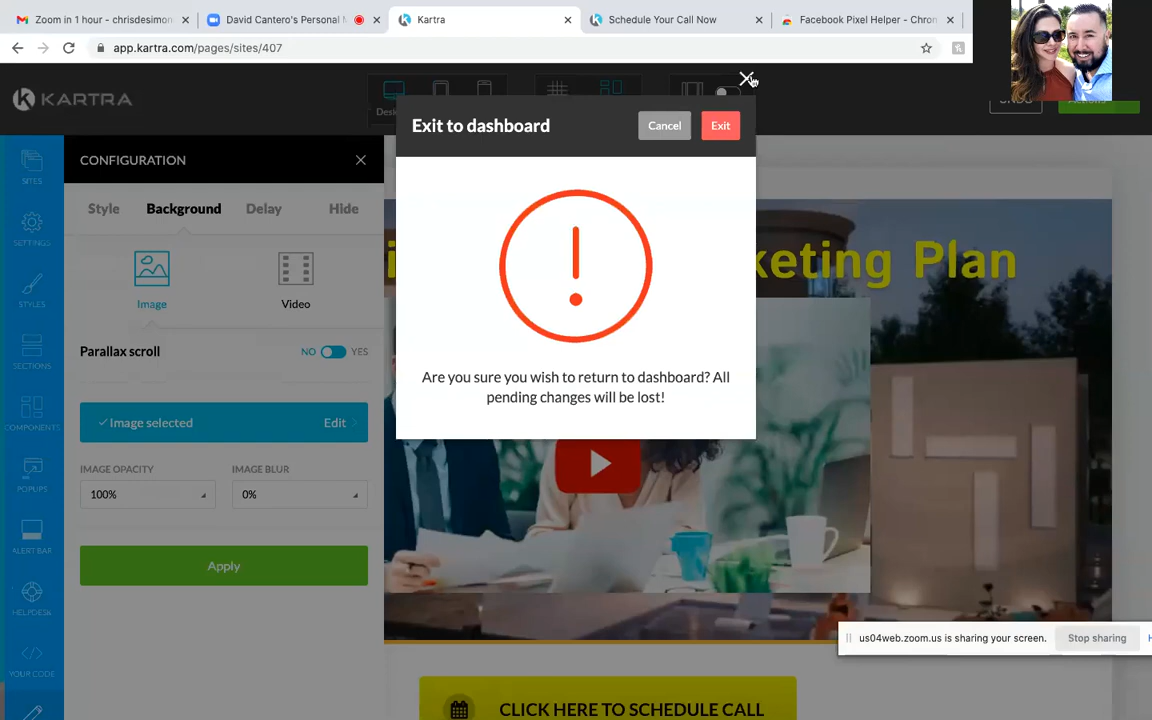 Zoom in 1 hour - chrisdesimon
David Cantero's Personal M
Kartra
Schedule Your Call Now
Facebook Pixel Helper - Chron
app.kartra.com/pages/sites/407
KARTRA
Exit to dashboard
Cancel
Exit
Are you sure you wish to return to dashboard? All
pending changes will be lost!
SITES
SETTINGS
STYLES
SECTIONS
COMPONENTS
POPUPS
ALERT BAR
HELPDESK
YOUR CODE
CONFIGURATION
Style
Background
Delay
Hide
Image
Video
Parallax scroll
NO
YES
Image selected
Edit
IMAGE OPACITY
IMAGE BLUR
100%
0%
Apply
keting Plan
us04web.zoom.us is sharing your screen.
Stop sharing
CLICK HERE TO SCHEDULE CALL